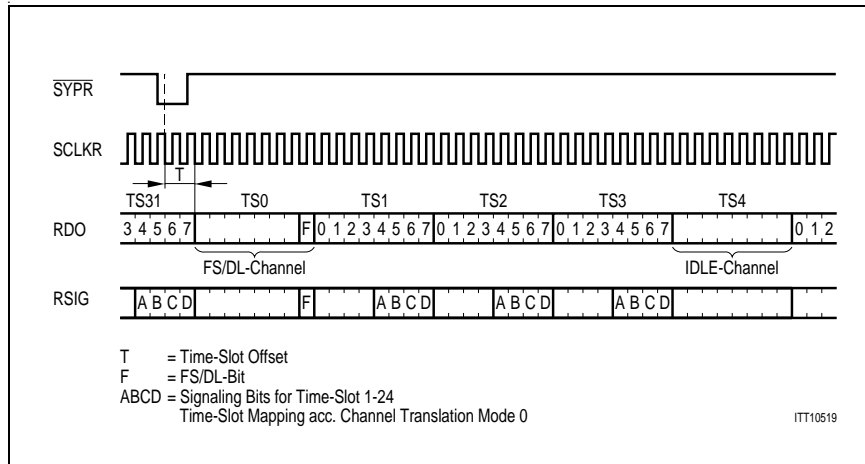 SYPR
SCLKR
T
TS31 TS0 TS1 TS2 TS3 TS4
RDO 3 4 5 6 7 F 0 1 2 3 4 5 6 7 0 1 2 3 4 5 6 7 0 1 2 3 4 5 6 7 0 1 2
FS/DL-Channel IDLE-Channel
RSIG A B C D F A B C D A B C D A B C D
T = Time-Slot Offset
F = FS/DL-Bit
ABCD = Signaling Bits for Time-Slot 1-24
Time-Slot Mapping acc. Channel Translation Mode 0
ITT10519